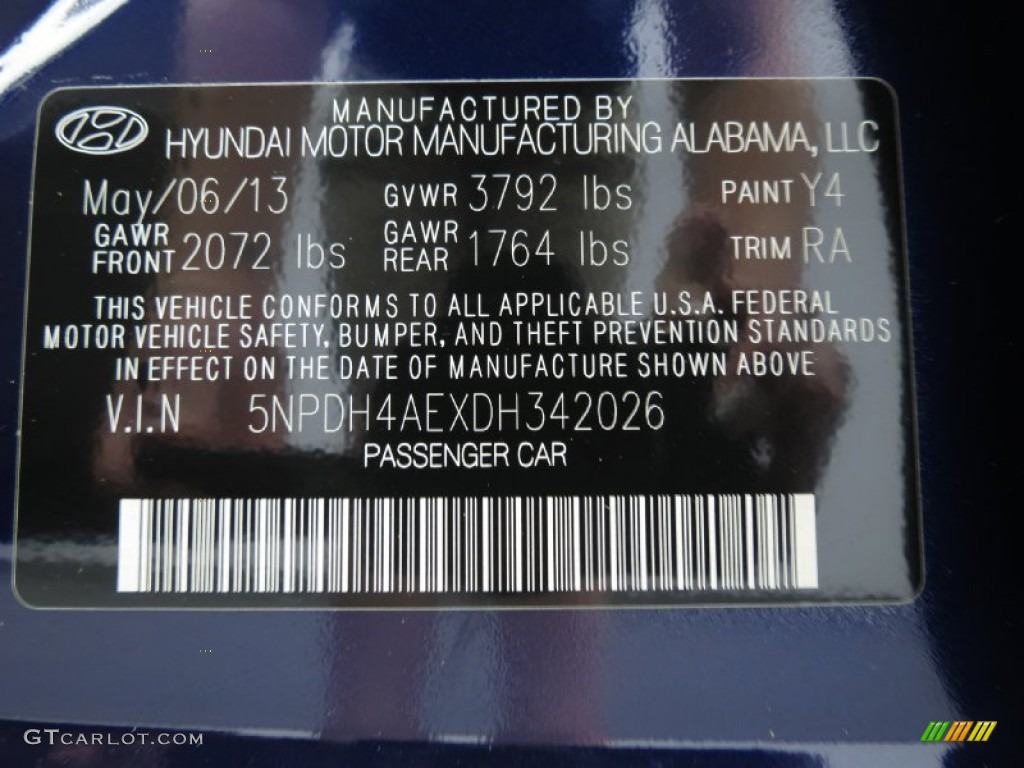 MANUFACTURED BY
HYUNDAI MOTOR MANUFACTURING ALABAMA, LLC
May/06/13 GVWR 3792 lbs PAINT Y4
GAWR FRONT 2072 lbs GAWR REAR 1764 lbs TRIM RA
THIS VEHICLE CONFORMS TO ALL APPLICABLE U.S.A. FEDERAL
MOTOR VEHICLE SAFETY, BUMPER, AND THEFT PREVENTION STANDARDS
IN EFFECT ON THE DATE OF MANUFACTURE SHOWN ABOVE
V.I.N 5NPDH4AEXDH342026
PASSENGER CAR
GTCARLOT.COM